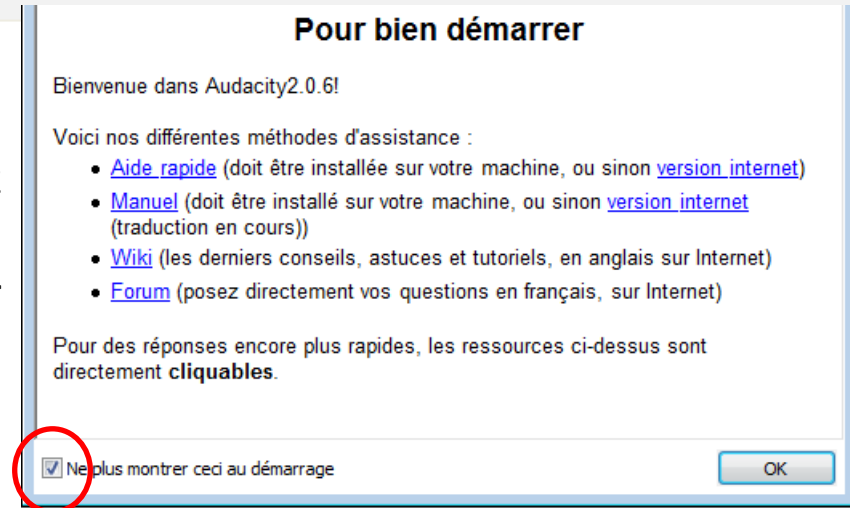 Pour bien démarrer
Bienvenue dans Audacity2.0.6!
Voici nos différentes méthodes d'assistance :
• Aide rapide (doit être installée sur votre machine, ou sinon version internet)
• Manuel (doit être installé sur votre machine, ou sinon version internet
(traduction en cours))
• Wiki (les derniers conseils, astuces et tutoriels, en anglais sur Internet)
• Forum (posez directement vos questions en français, sur Internet)
Pour des réponses encore plus rapides, les ressources ci-dessus sont
directement cliquables.
Ne plus montrer ceci au démarrage
OK